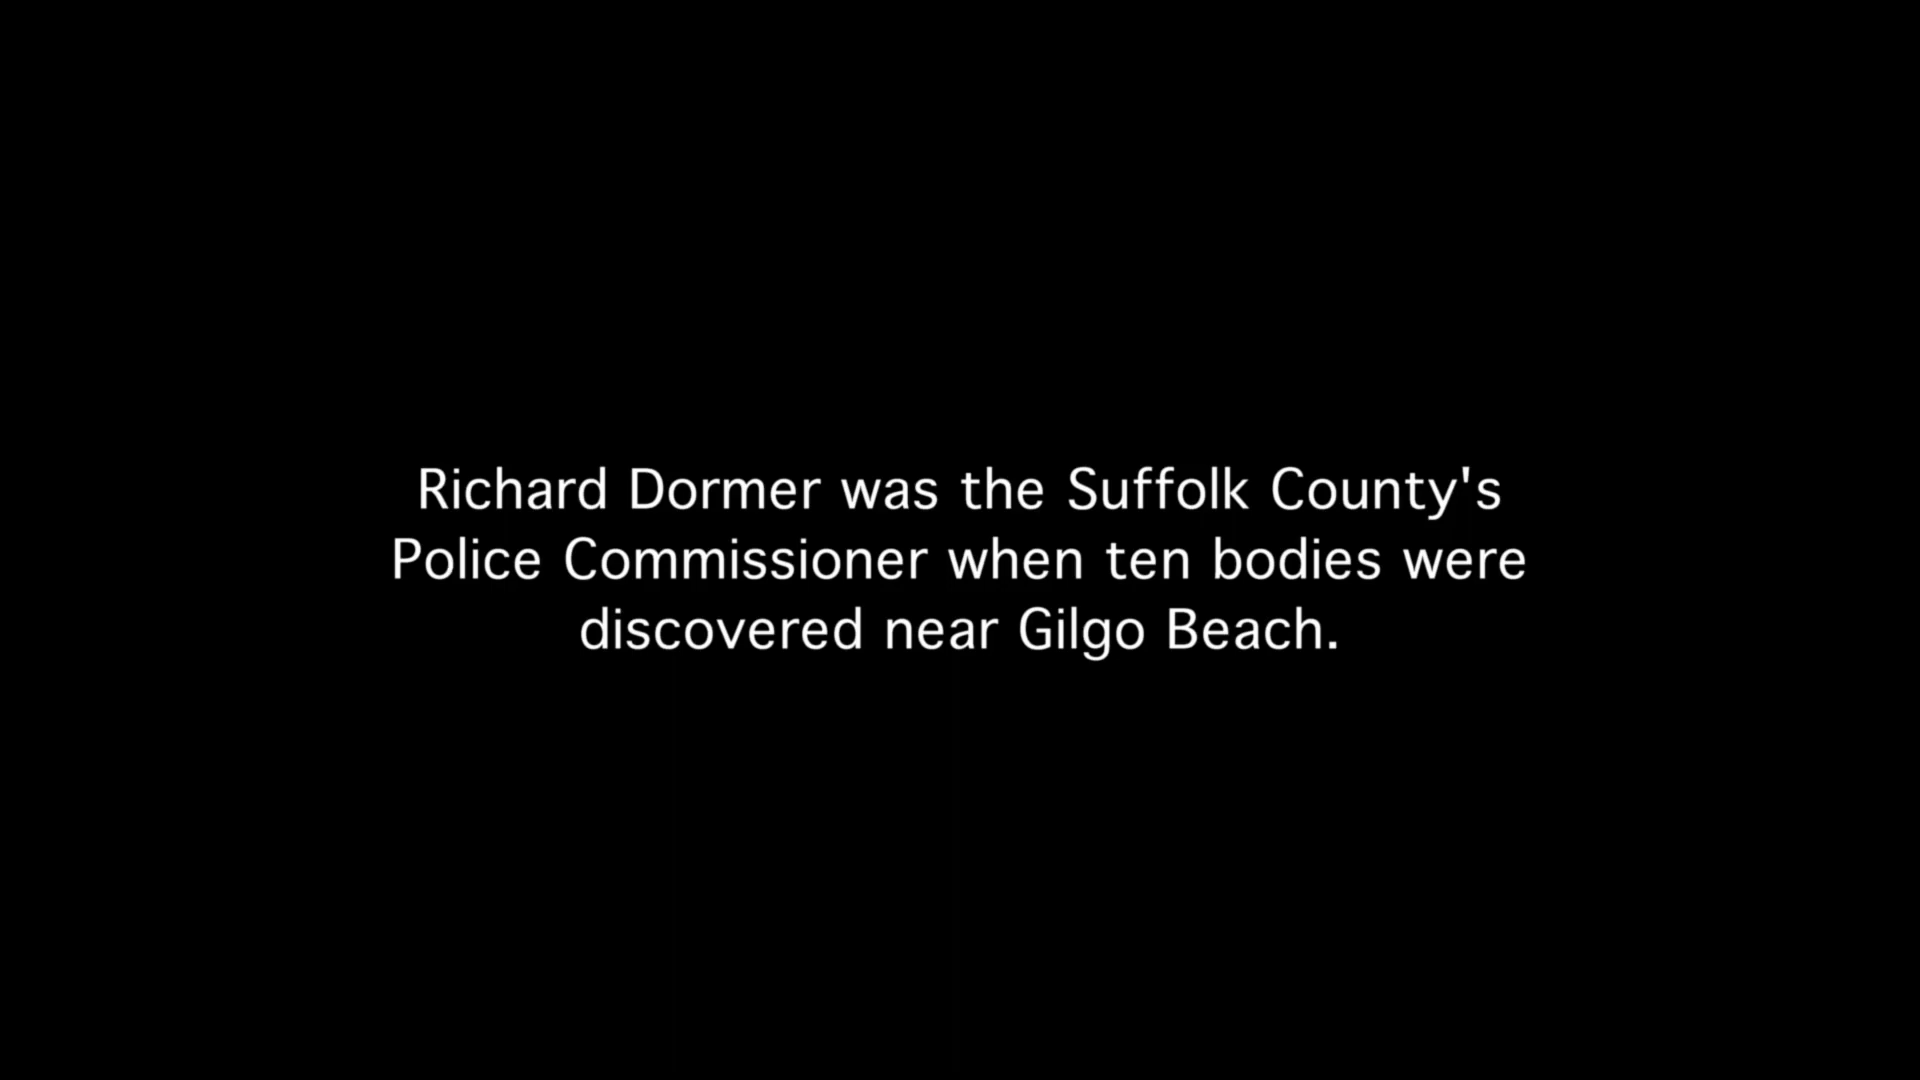 Richard Dormer was the Suffolk County's
Police Commissioner when ten bodies were
discovered near Gilgo Beach.